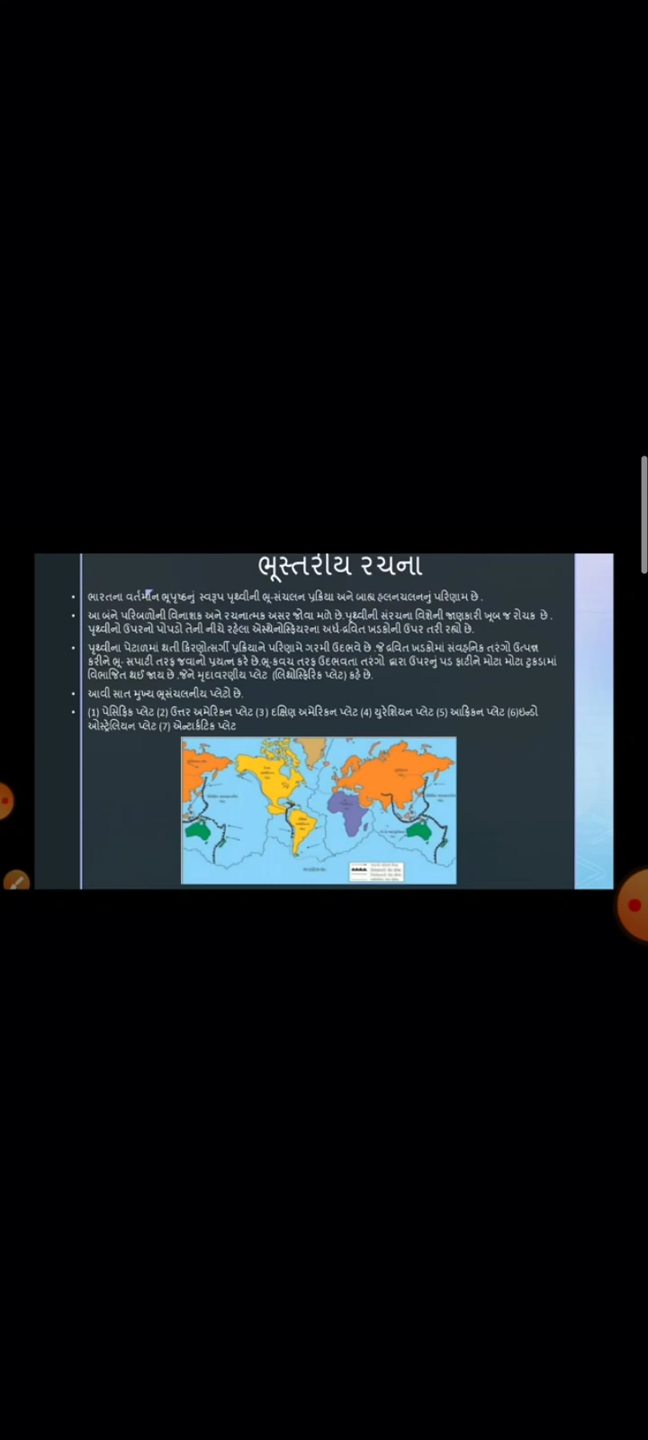 ભૂસ્તરીય રચના
• ભારતના વર્તમાન ભૂપૃષ્ઠનું સ્વરૂપ પૃથ્વીની ભૂ-સંચલન પ્રક્રિયા અને બાહ્ય હલનચલનનું પરિણામ છે .
• આ બંને પરિબળોની વિનાશક અને રચનાત્મક અસર જોવા મળે છે.પૃથ્વીની સંરચના વિશેની જાણકારી ખૂબ જ રોચક છે .
પૃથ્વીનો ઉપરનો પોપડો તેની નીચે રહેલા એસ્થેનોસ્ફિયરના અર્ધ-દ્રવિત ખડકોની ઉપર તરી રહ્યો છે.
• પૃથ્વીના પેટાળમાં થતી કિરણોત્સર્ગી પ્રક્રિયાને પરિણામે ગરમી ઉદભવે છે .જે દ્રવિત ખડકોમાં સંવહનિક તરંગો ઉત્પન્ન
કરીને ભૂ- સપાટી તરફ જવાનો પ્રયત્ન કરે છે.ભૂ-કવચ તરફ ઉદભવતા તરંગો દ્વારા ઉપરનું પડ ફાટીને મોટા મોટા ટુકડામાં
વિભાજિત થઈ જાય છે .જેને મૃદાવરણીય પ્લેટ (લિથોસ્ફિરિક પ્લેટ) કહે છે.
• આવી સાત મુખ્ય ભૂસંચલનીય પ્લેટો છે.
• (1) પેસિફિક પ્લેટ (2) ઉત્તર અમેરિકન પ્લેટ (3 ) દક્ષિણ અમેરિકન પ્લેટ (4) યુરેશિયન પ્લેટ (5) આફ્રિકન પ્લેટ (6)ઇન્ડો
ઓસ્ટ્રેલિયન પ્લેટ (7) એન્ટાર્કટિક પ્લેટ